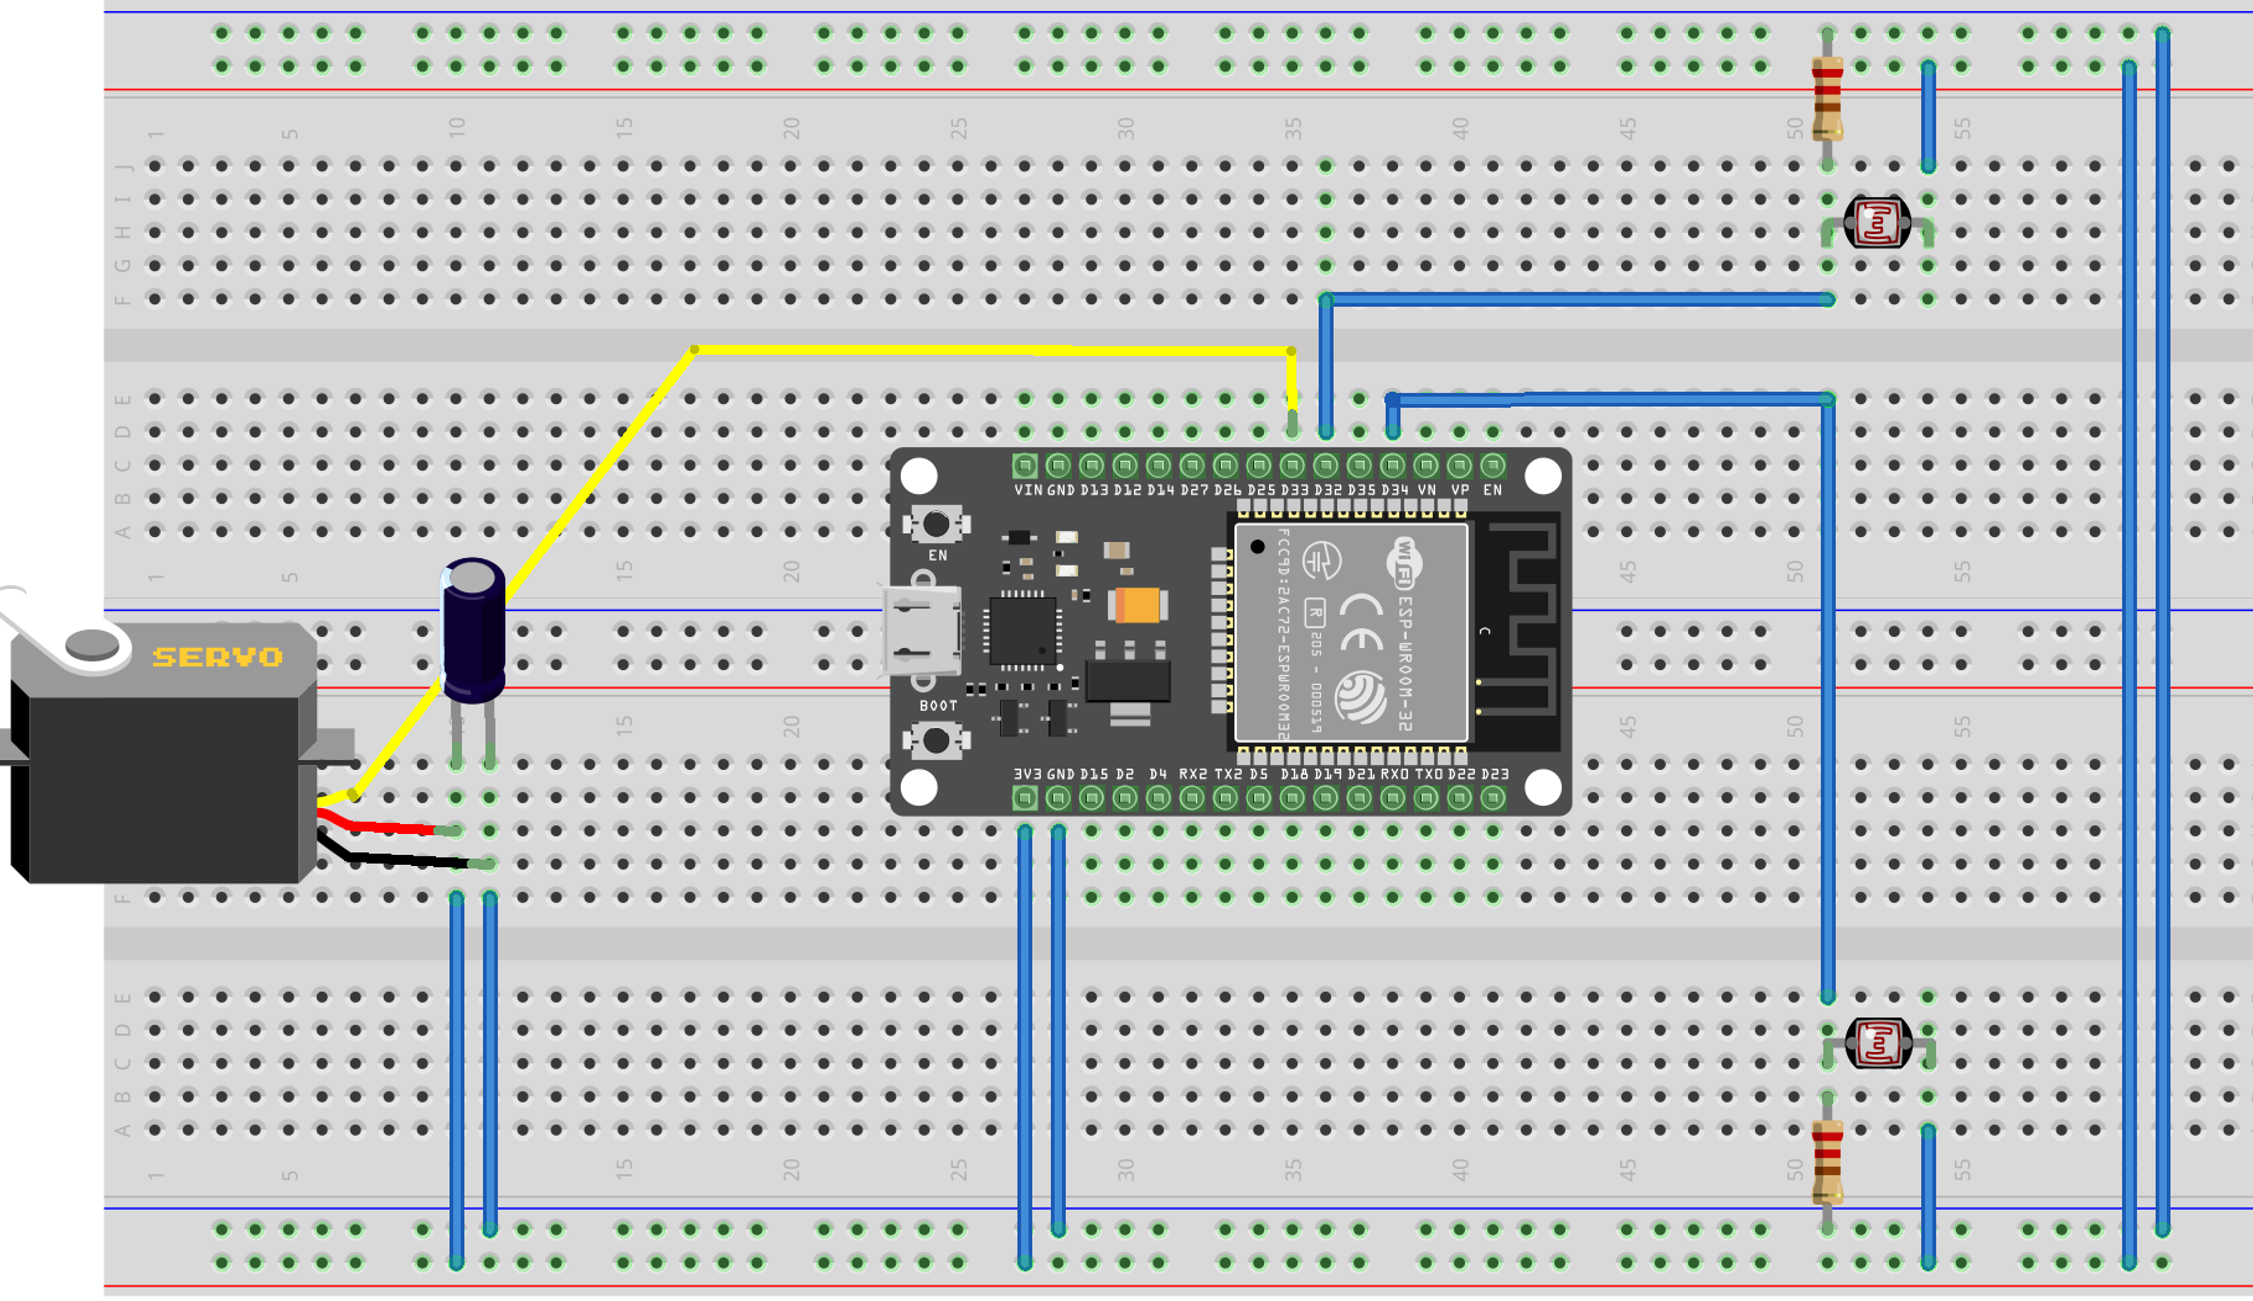 1 5 10 15 20 25 30 35 40 45 50 55
J
I
H
G
F
E
D
C
B
A
VIN GND D13 D12 D14 D27 D26 D25 D33 D32 D35 D34 VN VP EN
EN
1 5 15 20 45 50 55
WiFi
ESP-WROOM-32
CE
R
205 - 000519
FCC9D:2AC72-ESPWROOM32
C
SERVO
BOOT
15 20 45 50 55
3V3 GND D15 D2 D4 RX2 TX2 D5 D18 D19 D21 RX0 TX0 D22 D23
F
E
D
C
B
A
1 5 15 20 25 30 35 40 45 50 55